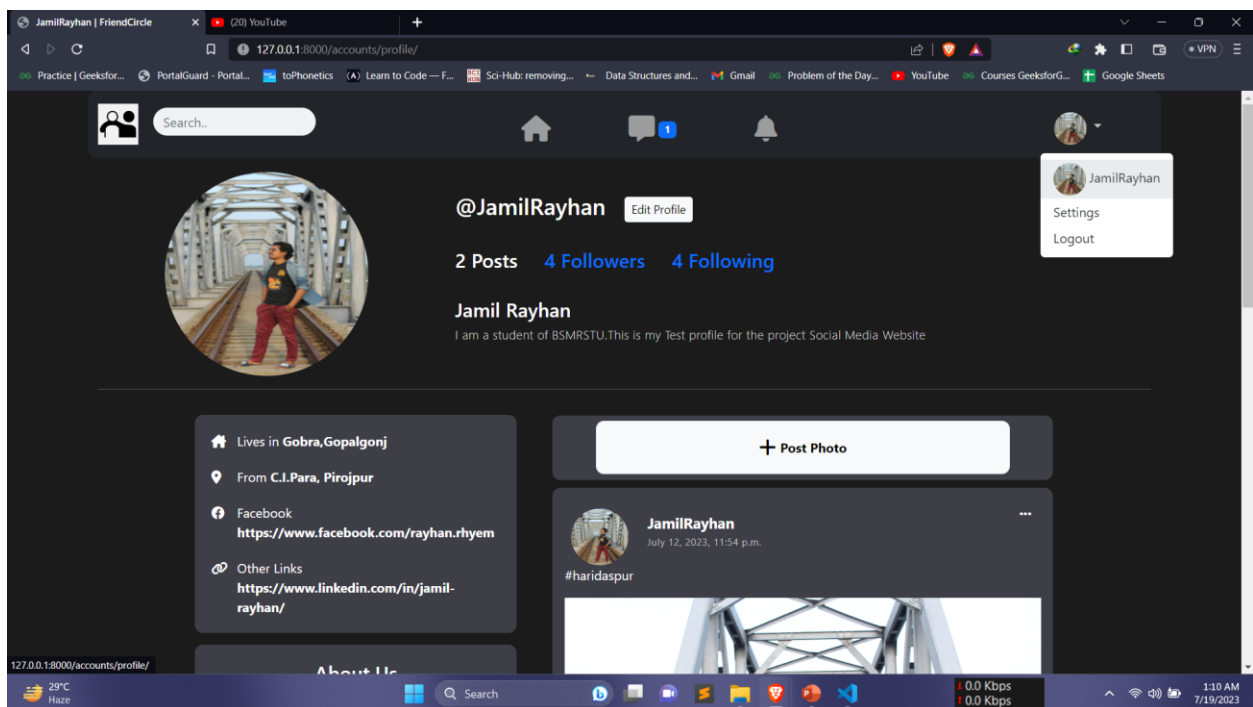 JamilRayhan | FriendCircle
(20) YouTube
127.0.0.1:8000/accounts/profile/
VPN
Practice | Geeksfor...
PortalGuard - Portal...
toPhonetics
Learn to Code — F...
Sci-Hub: removing...
Data Structures and...
Gmail
Problem of the Day...
YouTube
Courses GeeksforG...
Google Sheets
Search..
1
JamilRayhan
Settings
Logout
@JamilRayhan
Edit Profile
2 Posts 4 Followers 4 Following
Jamil Rayhan
I am a student of BSMRSTU.This is my Test profile for the project Social Media Website
Lives in Gobra,Gopalgonj
From C.I.Para, Pirojpur
Facebook
https://www.facebook.com/rayhan.rhyem
Other Links
https://www.linkedin.com/in/jamil-
rayhan/
About Us
+ Post Photo
JamilRayhan
July 12, 2023, 11:54 p.m.
#haridaspur
127.0.0.1:8000/accounts/profile/
29°C
Haze
Search
0.0 Kbps
0.0 Kbps
1:10 AM
7/19/2023